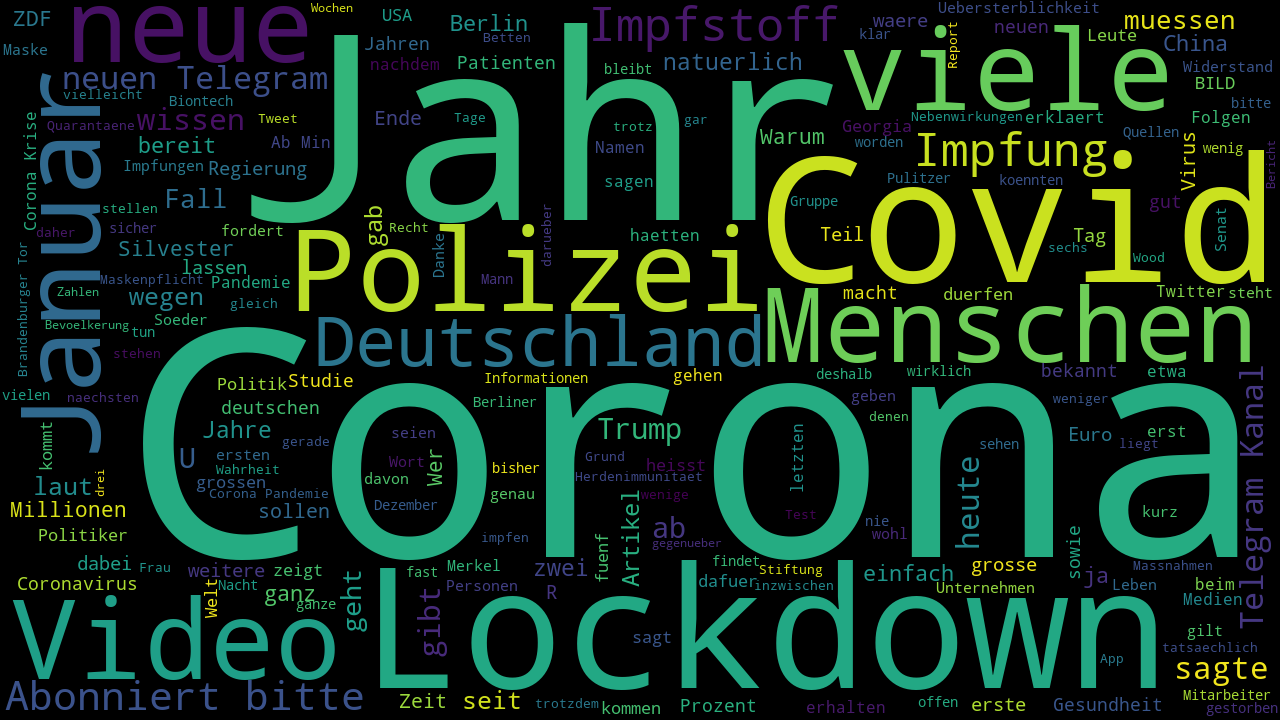 Wochen
ZDF
neue
USA
Berlin
Impfstoff
waere
Uebersterblichkeit
neuen
muessen
Maske
Jahren
klar
viele
Report
Leute
China
nachdem
Betten
Patienten
bleibt
natuerlich
Widerstand
neuen Telegram
Jahr
BILD
vielleicht
Biontech
bitte
Januar
Corona Krise
Quarantaene
wissen
Tweet
Ende
Tage
trotz
gar
Georgia
Nebenwirkungen
erklaert
Folgen
bereit
Ab Min
Namen
Warum
worden
Impfung
Quellen
Virus
wenig
Bericht
Impfungen
Regierung
sagen
Covid
Pulitzer
koennten
Fall
stellen
Gruppe
gut
daher
sicher
fordert
gab
Recht
Danke
darueber
haetten
Teil
Tag
Senat
Silvester
Polizei
sechs
Brandenburger Tor
lassen
Wood
Maskenpflicht
Pandemie
Mann
Zahlen
wegen
gleich
macht
duerfen
Twitter
steht
Bevoelkerung
tun
Soeder
Deutschland
Menschen
stehen
Politik
Studie
Informationen
gehen
deshalb
wirklich
bekannt
etwa
vielen
naechsten
deutschen
Berliner
geben
denen
weniger
kommt
Jahre
gerade
seien
Trump
letzten
Euro
erst
U
ersten
Wahrheit
Wort
Wer
bisher
Grund
heisst
sehen
liegt
Telegram Kanal
laut
drei
grossen
davon
Herdenimmunitaet
heute
Corona
Corona Pandemie
genau
wenige
Millionen
sollen
Dezember
Artikel
Test
kurz
Politiker
impfen
ab
nie
wohl
gegenueber
sowie
dabei
Frau
weitere
zeigt
fast
Merkel
zwei
fuenf
findet
Stiftung
grosse
Massnahmen
Coronavirus
Welt
Nacht
ganz
geht
Personen
R
dafuer
inzwischen
einfach
Unternehmen
ja
Leben
beim
ganze
gibt
Medien
Video
Lockdown
sagt
gilt
tatsaechlich
App
sagte
Abonniert bitte
Zeit
seit
trotzdem
kommen
Prozent
erhalten
offen
erste
Gesundheit
Mitarbeiter
gestorben